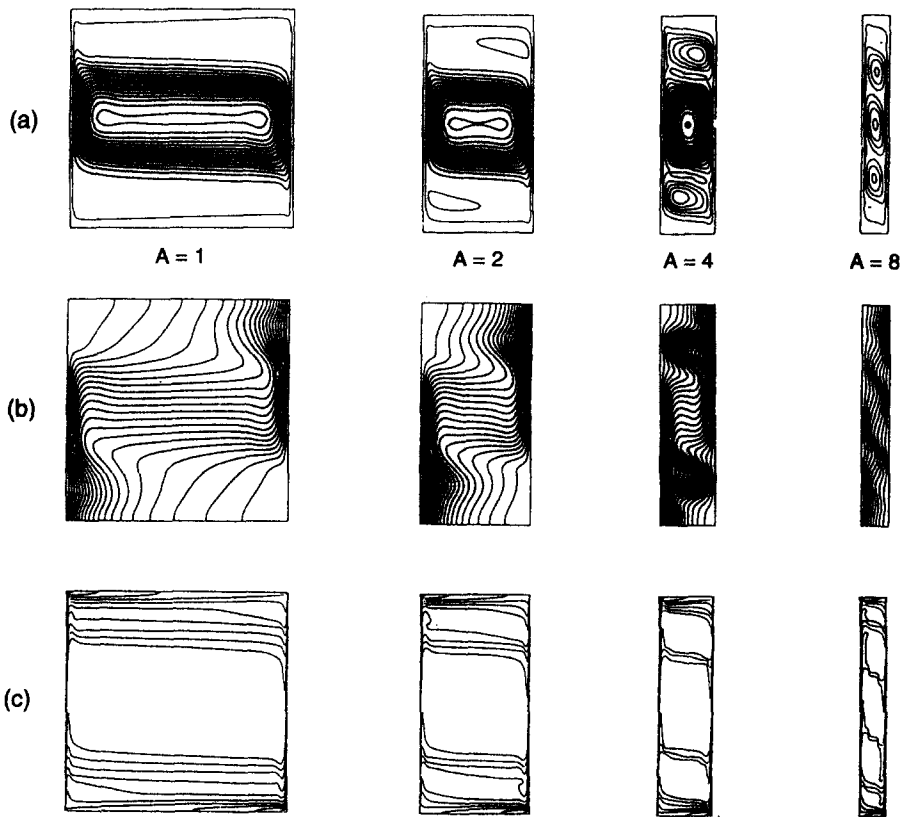 (a)
A = 1
A = 2
A = 4
A = 8
(b)
(c)